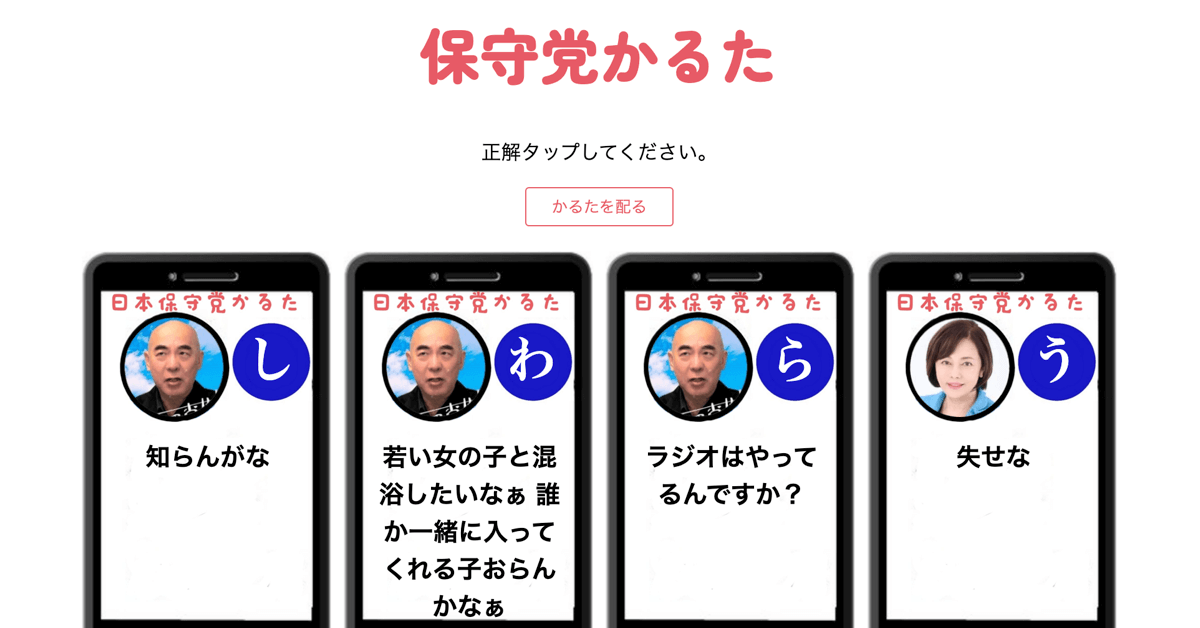 保守党かるた
正解タップしてください。
かるたを配る
日本保守党かるた
し
知らんがな
日本保守党かるた
わ
若い女の子と混
浴したいなぁ 誰
か一緒に入って
くれる子おらん
かなぁ
日本保守党かるた
ら
ラジオはやって
るんですか？
日本保守党かるた
う
失せな